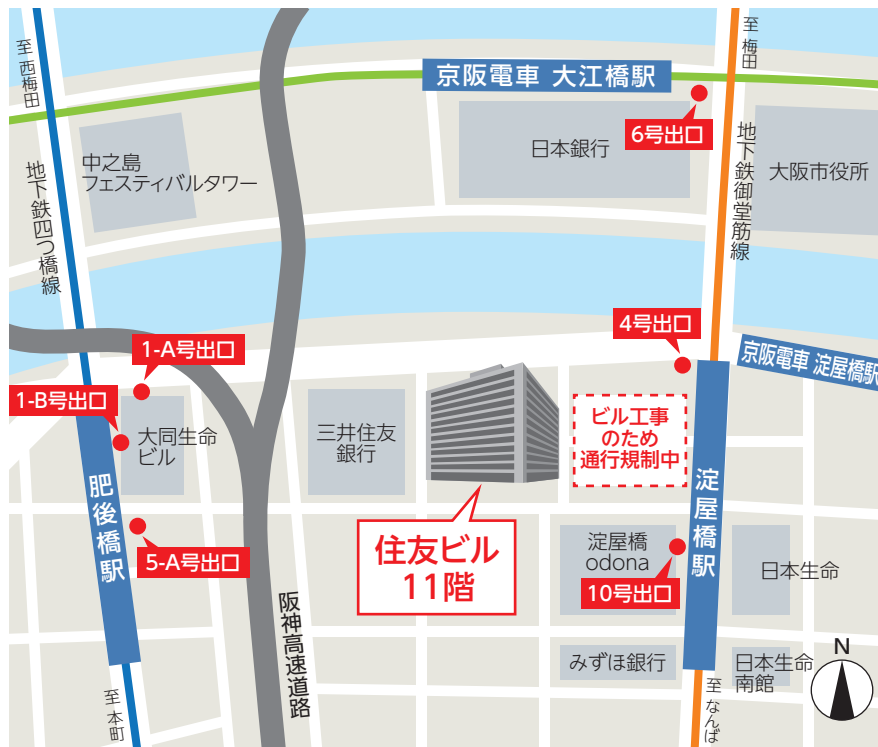 至 西梅田
至 梅田
京阪電車 大江橋駅
6号出口
日本銀行
中之島
フェスティバルタワー
地下鉄四つ橋線
地下鉄御堂筋線
大阪市役所
4号出口
京阪電車 淀屋橋駅
1-A号出口
1-B号出口
大同生命
ビル
三井住友
銀行
ビル工事
のため
通行規制中
肥後橋駅
淀屋橋駅
5-A号出口
住友ビル
11階
淀屋橋
odona
10号出口
日本生命
阪神高速道路
みずほ銀行
日本生命
南館
N
至 本町
至 なんば